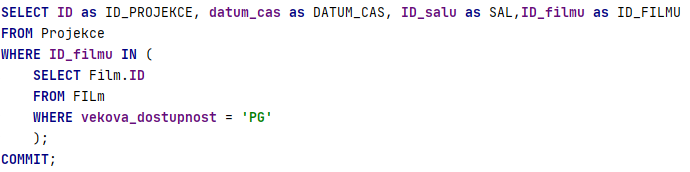 SELECT ID as ID_PROJEKCE, datum_cas as DATUM_CAS, ID_salu as SAL,ID_filmu as ID_FILMU
FROM Projekce
WHERE ID_filmu IN (
    SELECT Film.ID
    FROM FILm
    WHERE vekova_dostupnost = 'PG'
    );
COMMIT;